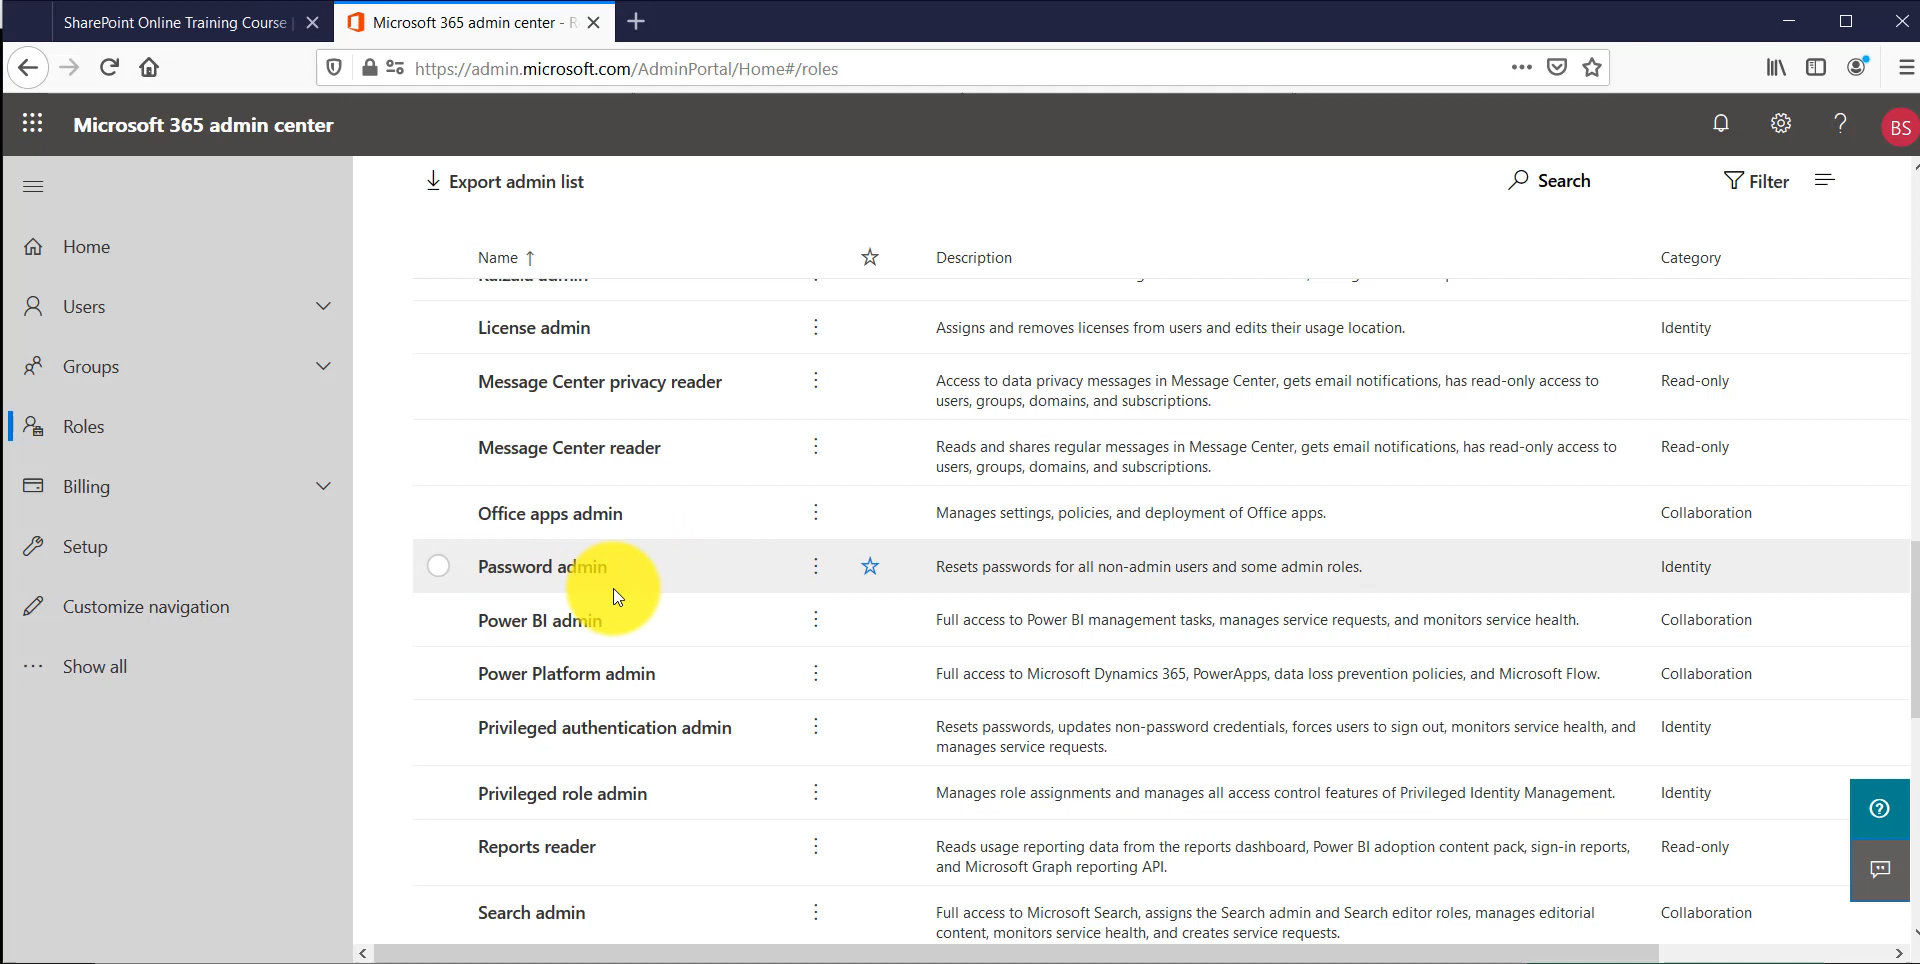 SharePoint Online Training Course
Microsoft 365 admin center - R
https://admin.microsoft.com/AdminPortal/Home#/roles
Microsoft 365 admin center
BS
Export admin list
Search
Filter
Home
Users
Groups
Roles
Billing
Setup
Customize navigation
Show all
Name ↑
Description
Category
License admin
Assigns and removes licenses from users and edits their usage location.
Identity
Message Center privacy reader
Access to data privacy messages in Message Center, gets email notifications, has read-only access to
users, groups, domains, and subscriptions.
Read-only
Message Center reader
Reads and shares regular messages in Message Center, gets email notifications, has read-only access to
users, groups, domains, and subscriptions.
Read-only
Office apps admin
Manages settings, policies, and deployment of Office apps.
Collaboration
Password admin
Resets passwords for all non-admin users and some admin roles.
Identity
Power BI admin
Full access to Power BI management tasks, manages service requests, and monitors service health.
Collaboration
Power Platform admin
Full access to Microsoft Dynamics 365, PowerApps, data loss prevention policies, and Microsoft Flow.
Collaboration
Privileged authentication admin
Resets passwords, updates non-password credentials, forces users to sign out, monitors service health, and
manages service requests.
Identity
Privileged role admin
Manages role assignments and manages all access control features of Privileged Identity Management.
Identity
Reports reader
Reads usage reporting data from the reports dashboard, Power BI adoption content pack, sign-in reports,
and Microsoft Graph reporting API.
Read-only
Search admin
Full access to Microsoft Search, assigns the Search admin and Search editor roles, manages editorial
content, monitors service health, and creates service requests.
Collaboration